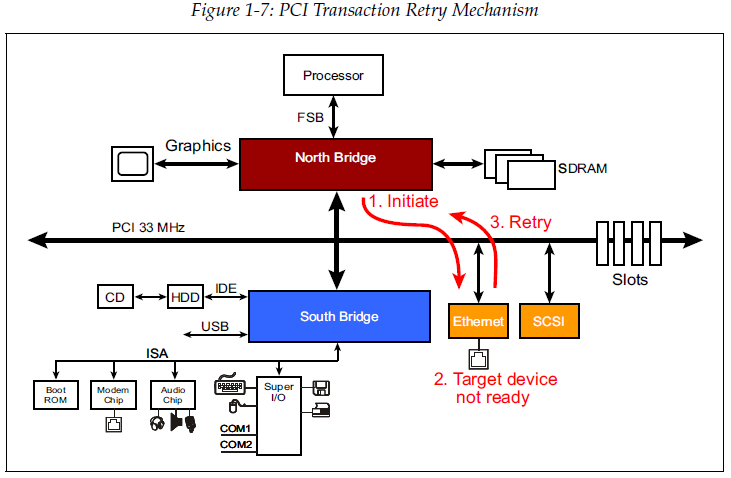 Figure 1-7: PCI Transaction Retry Mechanism
Processor
FSB
Graphics
North Bridge
SDRAM
1. Initiate
3. Retry
PCI 33 MHz
Slots
CD
HDD
IDE
South Bridge
Ethernet
SCSI
USB
ISA
2. Target device
not ready
Boot
ROM
Modem
Chip
Audio
Chip
Super
I/O
COM1
COM2